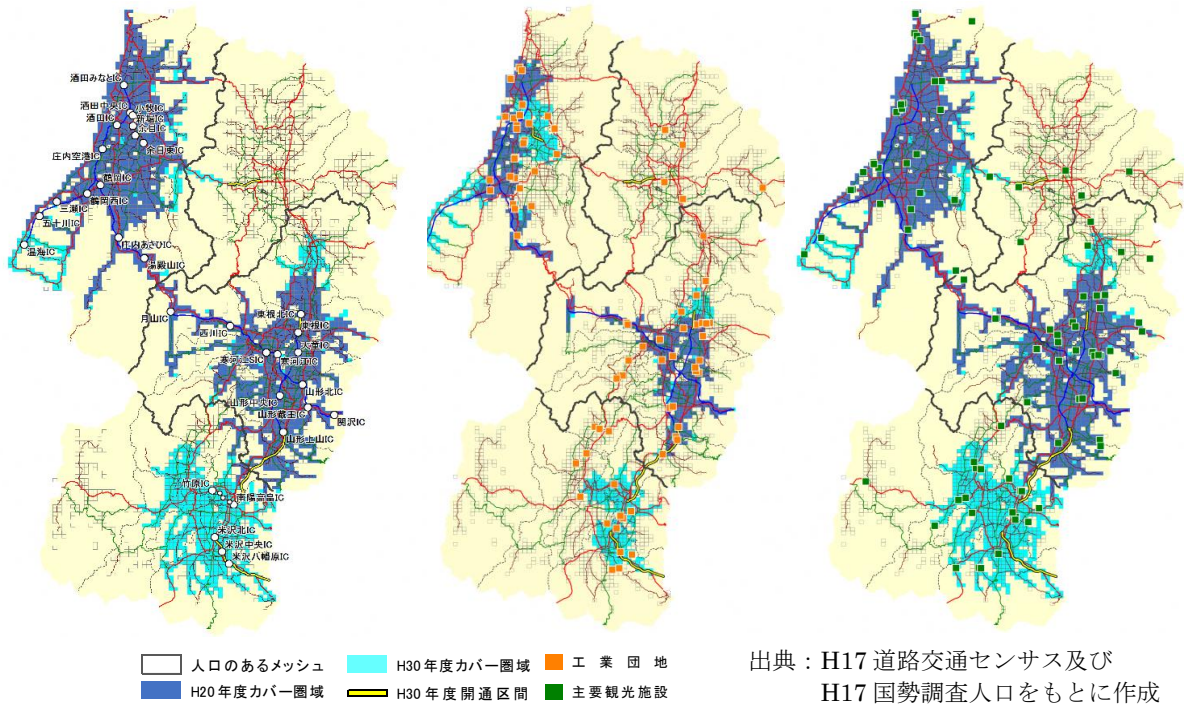 酒田みなとIC
酒田中央IC
小牧IC
酒田IC
新堀IC
余目IC
余目東IC
庄内空港IC
鶴岡IC
鶴岡西IC
三瀬IC
五十川IC
温海IC
庄内あさひIC
湯殿山IC
月山IC
西川IC
東根北IC
東根IC
天童IC
寒河江SIC
寒河江IC
山形北IC
山形中央IC
山形蔵王IC
関沢IC
山形上山IC
竹原IC
南陽高畠IC
米沢北IC
米沢中央IC
米沢八幡原IC
人口のあるメッシュ
H30年度カバー圏域
工業団地
H20年度カバー圏域
H30年度開通区間
主要観光施設
出典：H17 道路交通センサス及び
H17 国勢調査人口をもとに作成